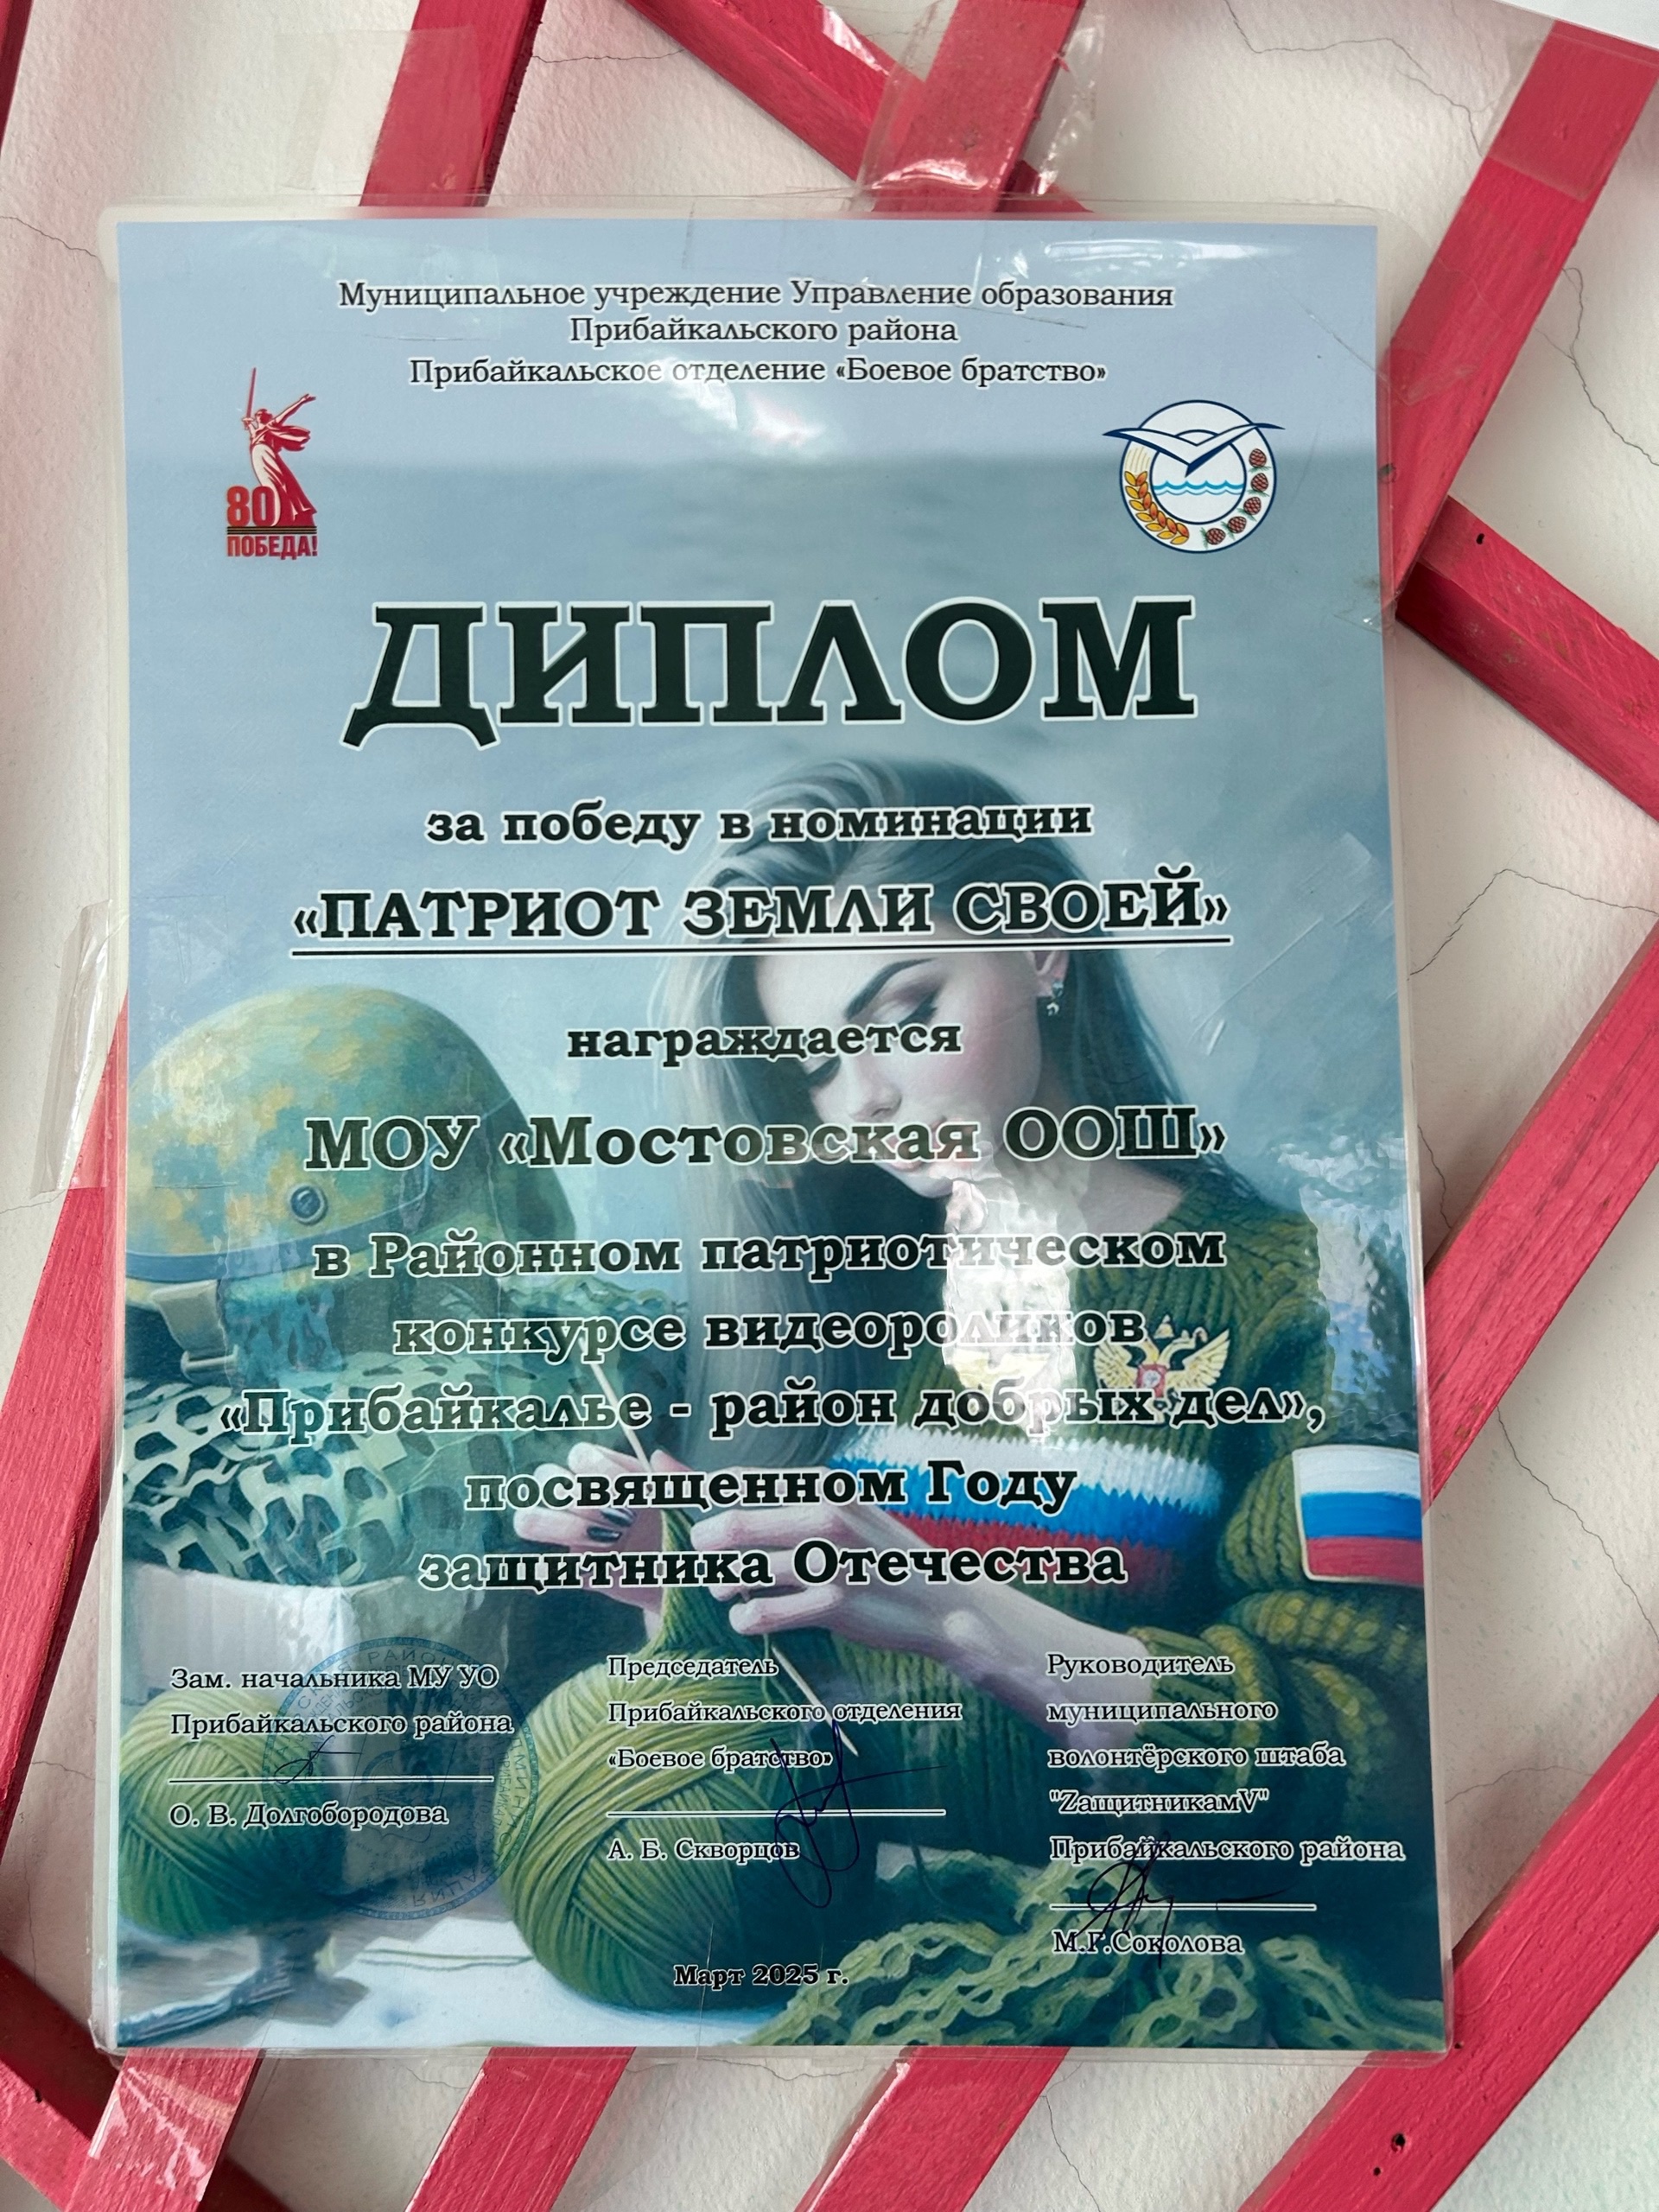 Муниципальное учреждение Управление образования
Прибайкальского района
Прибайкальское отделение «Боевое братство»
80
ПОБЕДА!
ДИПЛОМ
за победу в номинации
«ПАТРИОТ ЗЕМЛИ СВОЕЙ»
награждается
МОУ «Мостовская ООШ»
в Районном патриотическом
конкурсе видеороликов
«Прибайкалье - район добрых дел»,
посвященном Году
защитника Отечества
Зам. начальника МУ УО
Прибайкальского района
О. В. Долгобородова
Председатель
Прибайкальского отделения
«Боевое братство»
А. Б. Скворцов
Руководитель
муниципального
волонтёрского штаба
"ZащитникамV"
Прибайкальского района
М.Г.Соколова
Март 2025 г.